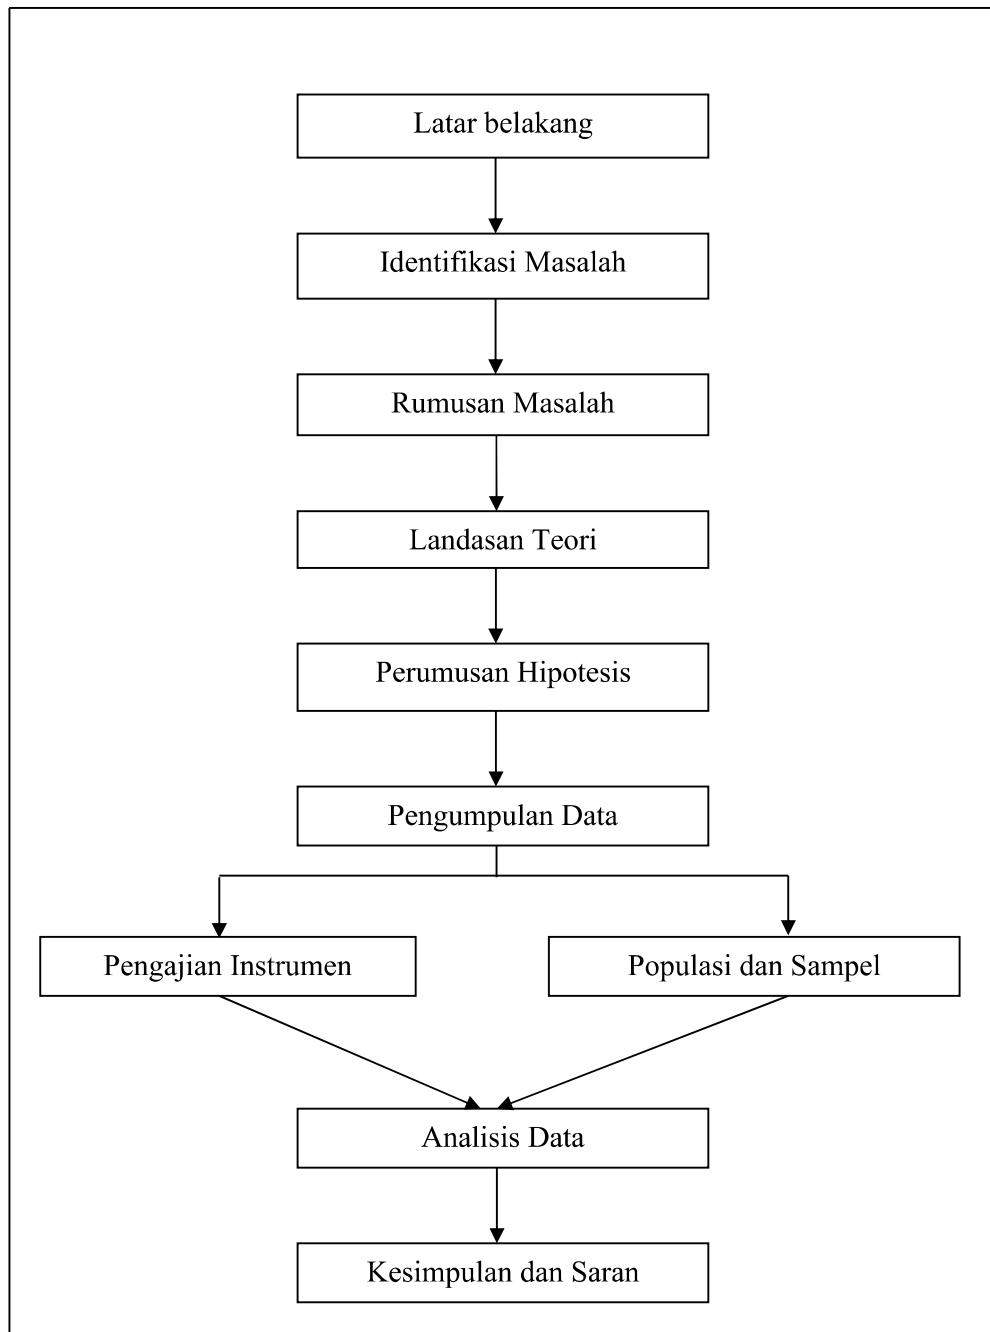 Latar belakang
Identifikasi Masalah
Rumusan Masalah
Landasan Teori
Perumusan Hipotesis
Pengumpulan Data
Pengajian Instrumen
Populasi dan Sampel
Analisis Data
Kesimpulan dan Saran